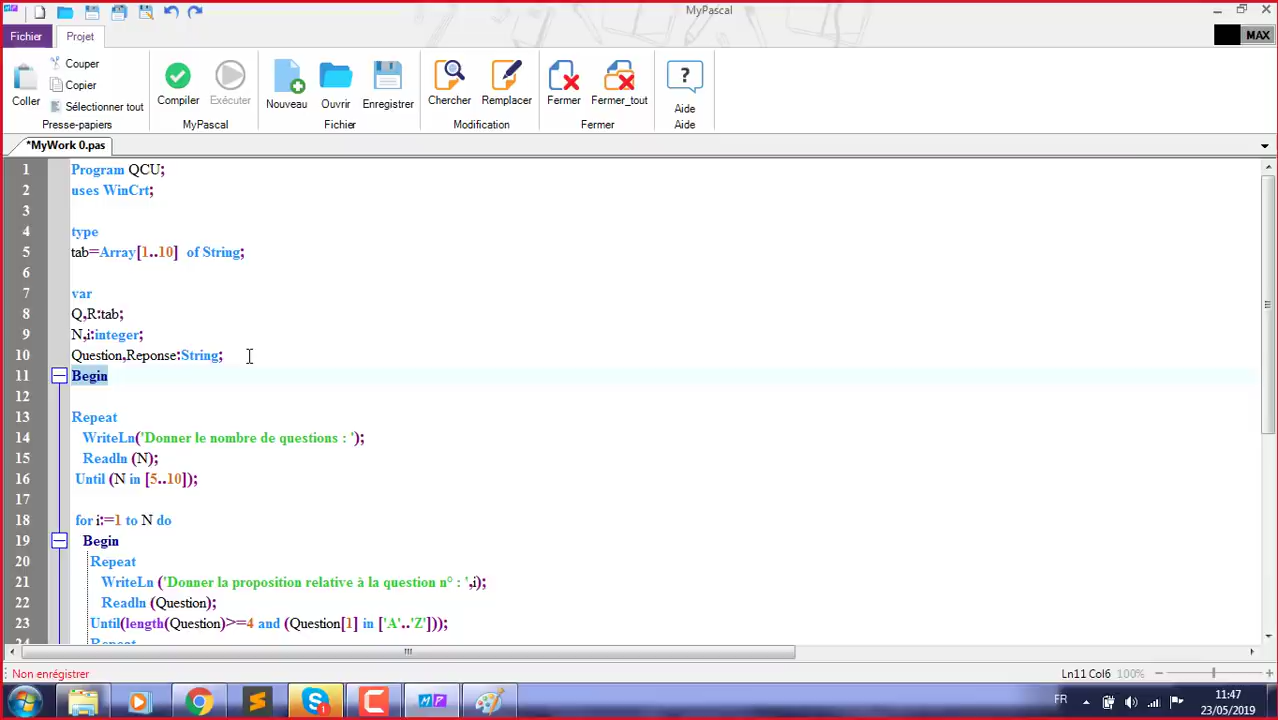 MyPascal
Fichier Projet MAX
Coller
Couper
Copier
Sélectionner tout
Presse-papiers
Compiler Exécuter
MyPascal
Nouveau Ouvrir Enregistrer
Fichier
Chercher Remplacer
Modification
Fermer Fermer_tout
Fermer
Aide
Aide
*MyWork 0.pas
1 Program QCU;
2 uses WinCrt;
3
4 type
5 tab=Array[1..10] of String;
6
7 var
8 Q,R:tab;
9 N,i:integer;
10 Question,Reponse:String;
11 Begin
12
13 Repeat
14 WriteLn('Donner le nombre de questions : ');
15 Readln (N);
16 Until (N in [5..10]);
17
18 for i:=1 to N do
19 Begin
20 Repeat
21 WriteLn ('Donner la proposition relative à la question n° : ',i);
22 Readln (Question);
23 Until(length(Question)>=4 and (Question[1] in ['A'..'Z']));
24 Repeat
Non enrégistrer Ln11 Col6 100%
FR 11:47
23/05/2019